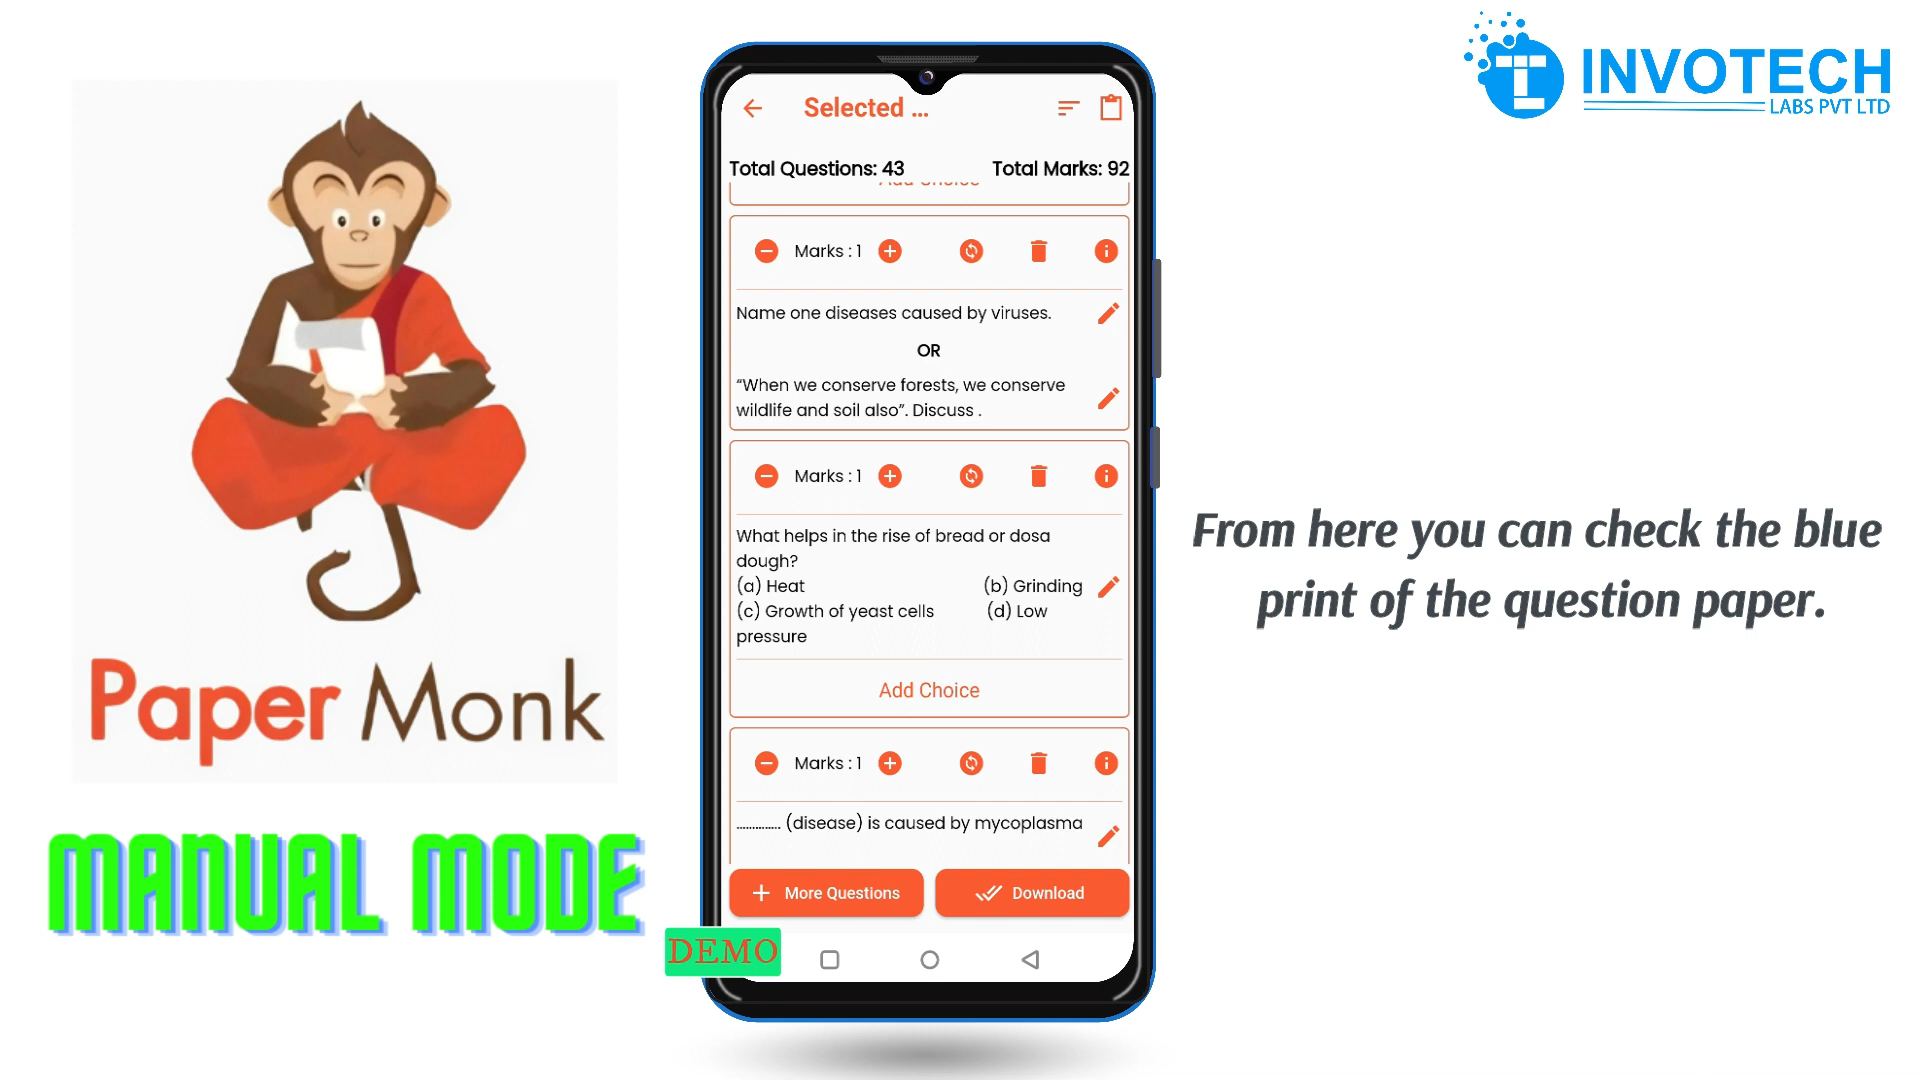 INVOTECH
LABS PVT LTD
Selected ...
Total Questions: 43 Total Marks: 92
Add Choice
Marks : 1
Name one diseases caused by viruses.
OR
“When we conserve forests, we conserve
wildlife and soil also”. Discuss .
Marks : 1
What helps in the rise of bread or dosa
dough?
(a) Heat (b) Grinding
(c) Growth of yeast cells (d) Low
pressure
Add Choice
Marks : 1
.............. (disease) is caused by mycoplasma
More Questions Download
From here you can check the blue
print of the question paper.
Paper Monk
MANUAL MODE
DEMO